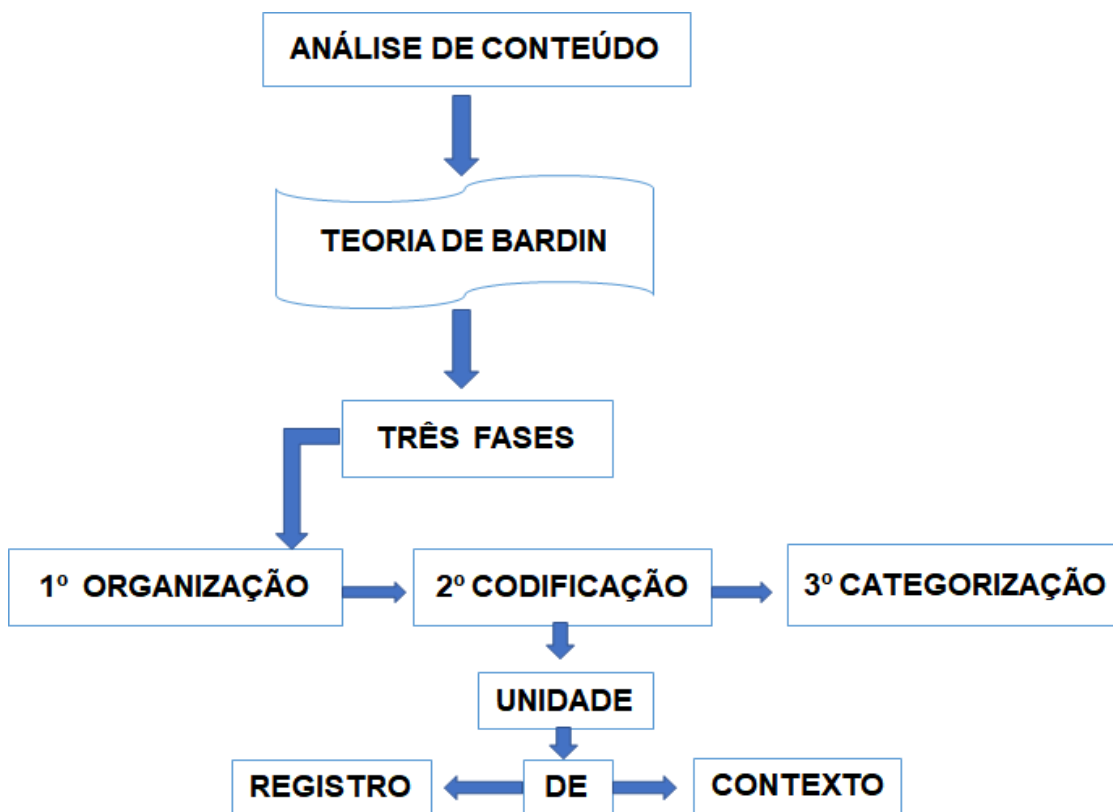 ANÁLISE DE CONTEÚDO
TEORIA DE BARDIN
TRÊS FASES
1º ORGANIZAÇÃO
2º CODIFICAÇÃO
3º CATEGORIZAÇÃO
UNIDADE
REGISTRO
DE
CONTEXTO